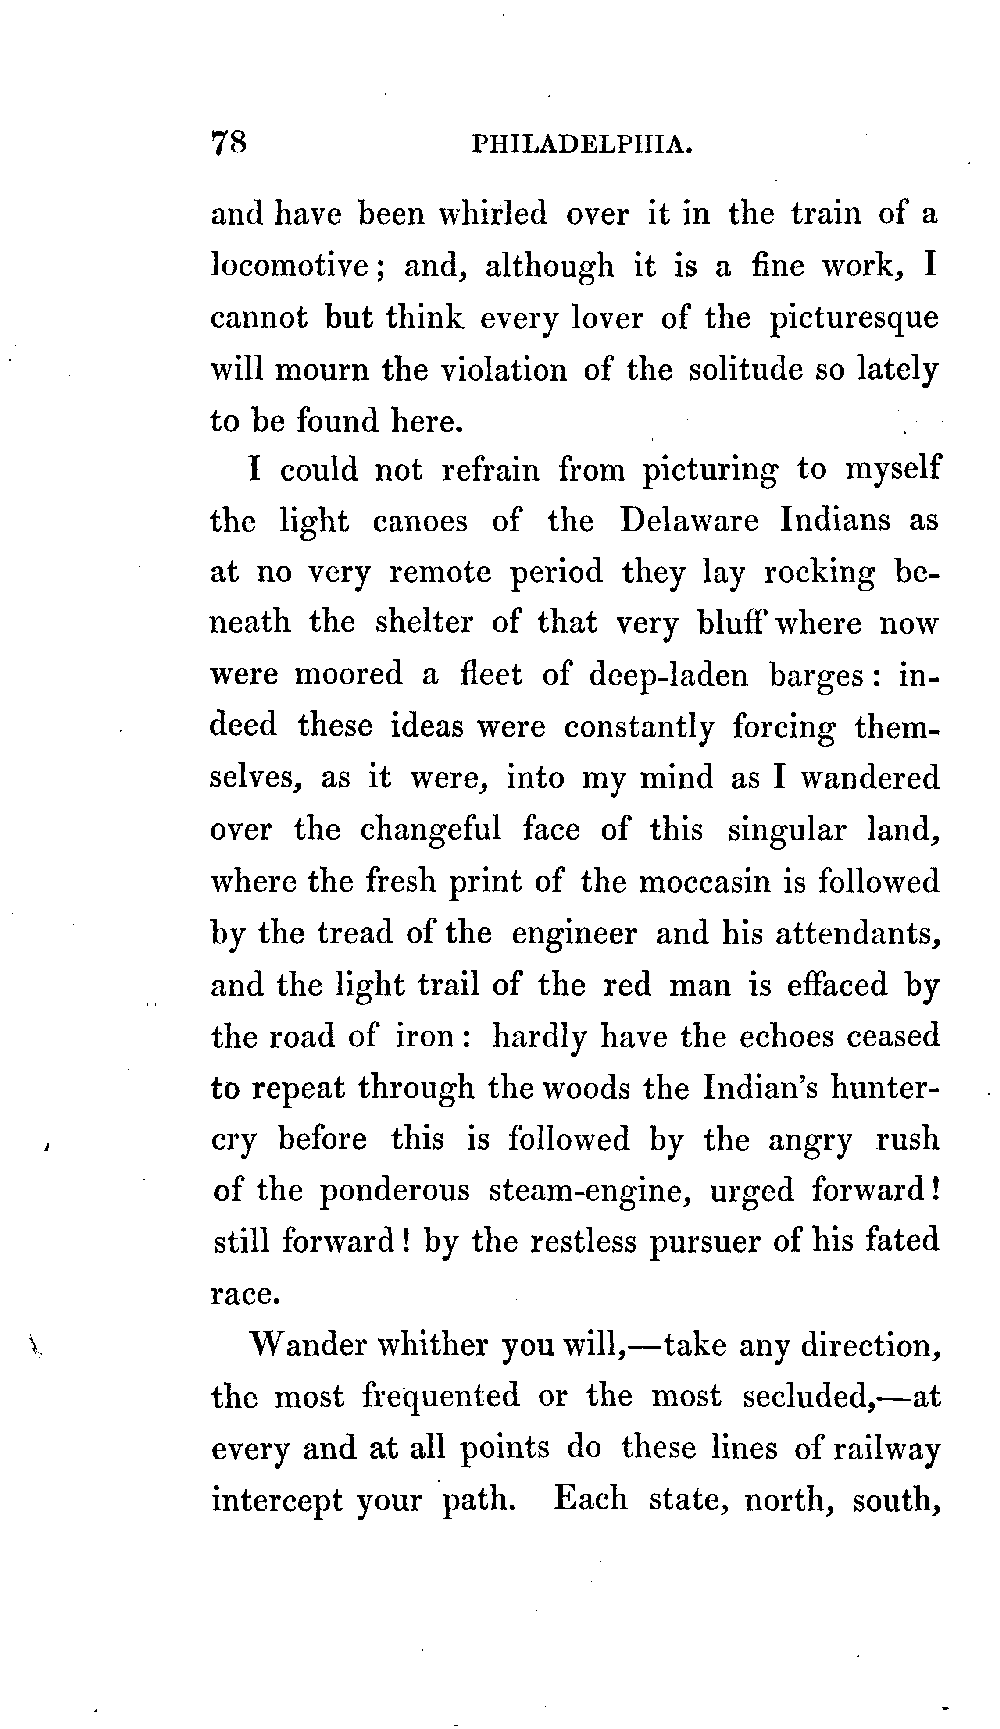 78 PHILADELPHIA.
and have been whirled over it in the train of a
locomotive; and, although it is a fine work, I
cannot but think every lover of the picturesque
will mourn the violation of the solitude so lately
to be found here.
I could not refrain from picturing to myself
the light canoes of the Delaware Indians as
at no very remote period they lay rocking be-
neath the shelter of that very bluff where now
were moored a fleet of deep-laden barges: in-
deed these ideas were constantly forcing them-
selves, as it were, into my mind as I wandered
over the changeful face of this singular land,
where the fresh print of the moccasin is followed
by the tread of the engineer and his attendants,
and the light trail of the red man is effaced by
the road of iron: hardly have the echoes ceased
to repeat through the woods the Indian's hunter-
cry before this is followed by the angry rush
of the ponderous steam-engine, urged forward!
still forward! by the restless pursuer of his fated
race.
Wander whither you will,—take any direction,
the most frequented or the most secluded,—at
every and at all points do these lines of railway
intercept your path. Each state, north, south,